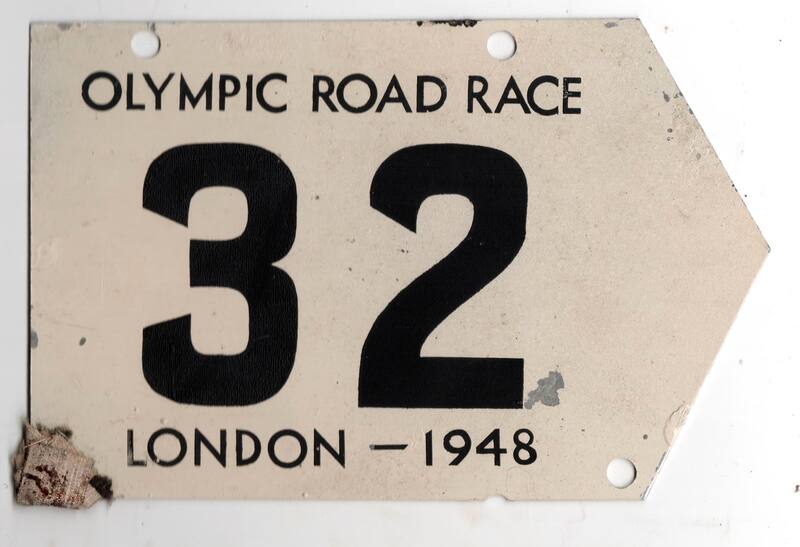 OLYMPIC ROAD RACE
32
LONDON – 1948